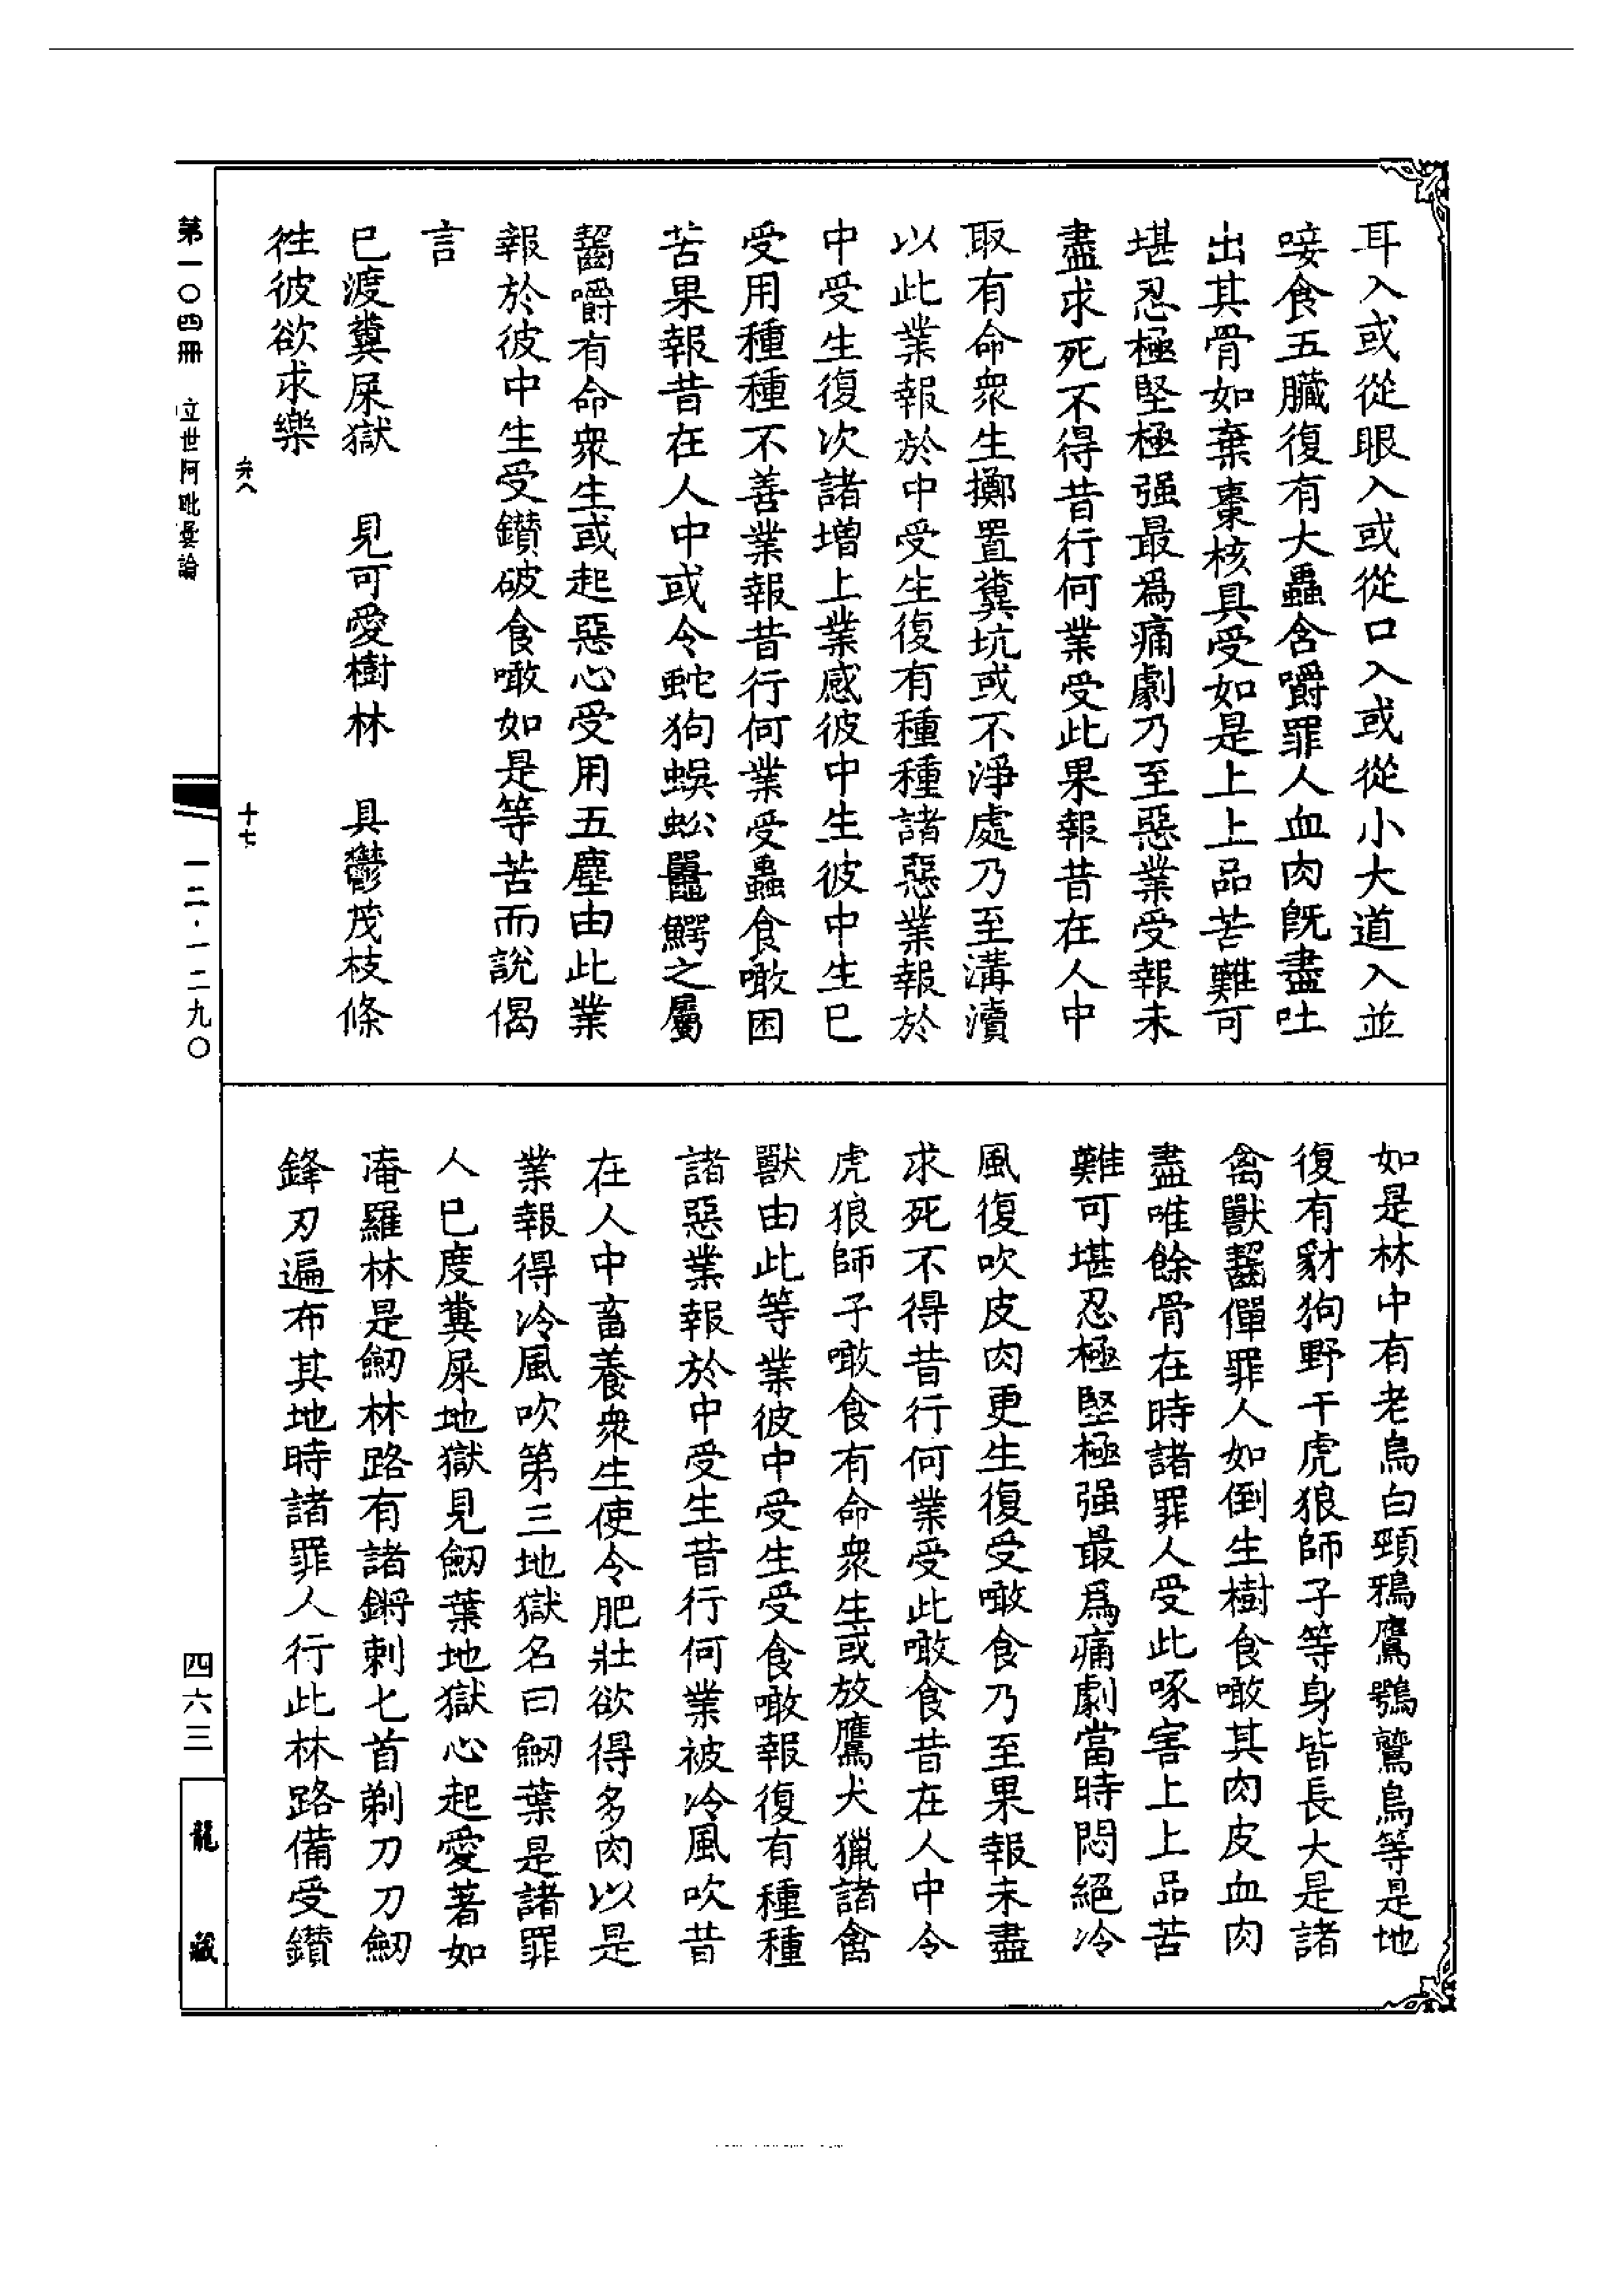 耳入或從眼入或從口入或從小大道入並
唼食五臟復有大蟲含嚼罪人血肉既盡吐
出其骨如棄棗核具受如是上上品苦難可
堪忍極堅極强最爲痛劇乃至惡業受報未
盡求死不得昔行何業受此果報昔在人中
取有命衆生擲置糞坑或不淨處乃至溝瀆
以此業報於中受生復有種種諸惡業報於
中受生復次諸增上業感彼中生彼中生已
受用種種不善業報昔行何業受蟲食噉困
苦果報昔在人中或令蛇狗蜈蚣鼉鰐之屬
齧嚼有命衆生或起惡心受用五塵由此業
報於彼中生受鑽破食噉如是等苦而說偈
言
已渡糞屎獄　見可愛樹林　具鬱茂枝條
徃彼欲求樂
如是林中有老烏白頸鴉鷹鵶鷲烏等是地
復有豺狗野干虎狼師子等身皆長大是諸
禽獸齧僤罪人如倒生樹食噉其肉皮血肉
盡唯餘骨在時諸罪人受此啄害上上品苦
難可堪忍極堅極强最爲痛劇當時悶絕冷
風復吹皮肉更生復受噉食乃至果報未盡
求死不得昔行何業受此噉食昔在人中令
虎狼師子噉食有命衆生或放鷹犬獵諸禽
獸由此等業彼中受生受食噉報復有種種
諸惡業報於中受生昔行何業被冷風吹昔
在人中畜養衆生使令肥壯欲得多肉以是
業報得冷風吹第三地獄名曰劒葉是諸罪
人已度糞屎地獄見劒葉地獄心起愛著如
菴羅林是劒林路有諸鏘刺匕首剃刀刀劒
鋒刃遍布其地時諸罪人行此林路備受鑽
第一〇四冊　立世阿毗曇論
弁八　十七
一二·一二九〇
四六三
龍藏